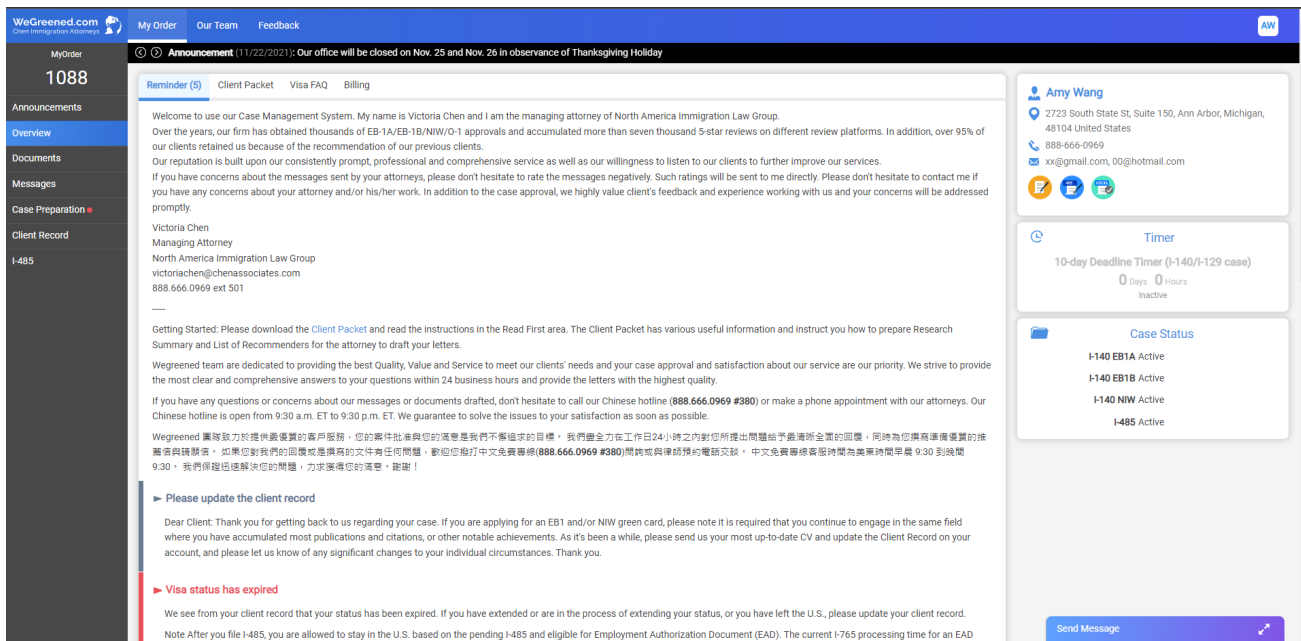 WeGreened.com
Chen Immigration Attorneys
My Order
Our Team
Feedback
AW
MyOrder
1088
Announcements
Overview
Documents
Messages
Case Preparation
Client Record
I-485
Announcement (11/22/2021): Our office will be closed on Nov. 25 and Nov. 26 in observance of Thanksgiving Holiday
Reminder (5)
Client Packet
Visa FAQ
Billing
Welcome to use our Case Management System. My name is Victoria Chen and I am the managing attorney of North America Immigration Law Group.
Over the years, our firm has obtained thousands of EB-1A/EB-1B/NIW/O-1 approvals and accumulated more than seven thousand 5-star reviews on different review platforms. In addition, over 95% of
our clients retained us because of the recommendation of our previous clients.
Our reputation is built upon our consistently prompt, professional and comprehensive service as well as our willingness to listen to our clients to further improve our services.
If you have concerns about the messages sent by your attorneys, please don't hesitate to rate the messages negatively. Such ratings will be sent to me directly. Please don't hesitate to contact me if
you have any concerns about your attorney and/or his/her work. In addition to the case approval, we highly value client's feedback and experience working with us and your concerns will be addressed
promptly.
Victoria Chen
Managing Attorney
North America Immigration Law Group
victoriachen@chenassociates.com
888.666.0969 ext 501
----
Getting Started: Please download the Client Packet and read the instructions in the Read First area. The Client Packet has various useful information and instruct you how to prepare Research
Summary and List of Recommenders for the attorney to draft your letters.
Wegreened team are dedicated to providing the best Quality, Value and Service to meet our clients' needs and your case approval and satisfaction about our service are our priority. We strive to provide
the most clear and comprehensive answers to your questions within 24 business hours and provide the letters with the highest quality.
If you have any questions or concerns about our messages or documents drafted, don't hesitate to call our Chinese hotline (888.666.0969 #380) or make a phone appointment with our attorneys. Our
Chinese hotline is open from 9:30 a.m. ET to 9:30 p.m. ET. We guarantee to solve the issues to your satisfaction as soon as possible.
Wegreened 團隊致力於提供最優質的客戶服務，您的案件批准與您的滿意是我們不懈追求的目標。 我們盡全力在工作日24小時之內對您所提出問題給予最清晰全面的回覆，同時為您撰寫準備優質的推
薦信與請願信。 如果您對我們的回覆或是撰寫的文件有任何問題，歡迎您撥打中文免費專線(888.666.0969 #380)問詢或與律師預約電話交談。 中文免費專線客服時間為美東時間早晨 9:30 到晚間
9:30。 我們保證迅速解決您的問題，力求獲得您的滿意。謝謝！
► Please update the client record
Dear Client: Thank you for getting back to us regarding your case. If you are applying for an EB1 and/or NIW green card, please note it is required that you continue to engage in the same field
where you have accumulated most publications and citations, or other notable achievements. As it's been a while, please send us your most up-to-date CV and update the Client Record on your
account, and please let us know of any significant changes to your individual circumstances. Thank you.
► Visa status has expired
We see from your client record that your status has been expired. If you have extended or are in the process of extending your status, or you have left the U.S., please update your client record.
Note After you file I-485, you are allowed to stay in the U.S. based on the pending I-485 and eligible for Employment Authorization Document (EAD). The current I-765 processing time for an EAD
Amy Wang
2723 South State St, Suite 150, Ann Arbor, Michigan,
48104 United States
888-666-0969
xx@gmail.com, 00@hotmail.com
Timer
10-day Deadline Timer (I-140/I-129 case)
0 Days 0 Hours
Inactive
Case Status
I-140 EB1A Active
I-140 EB1B Active
I-140 NIW Active
I-485 Active
Send Message